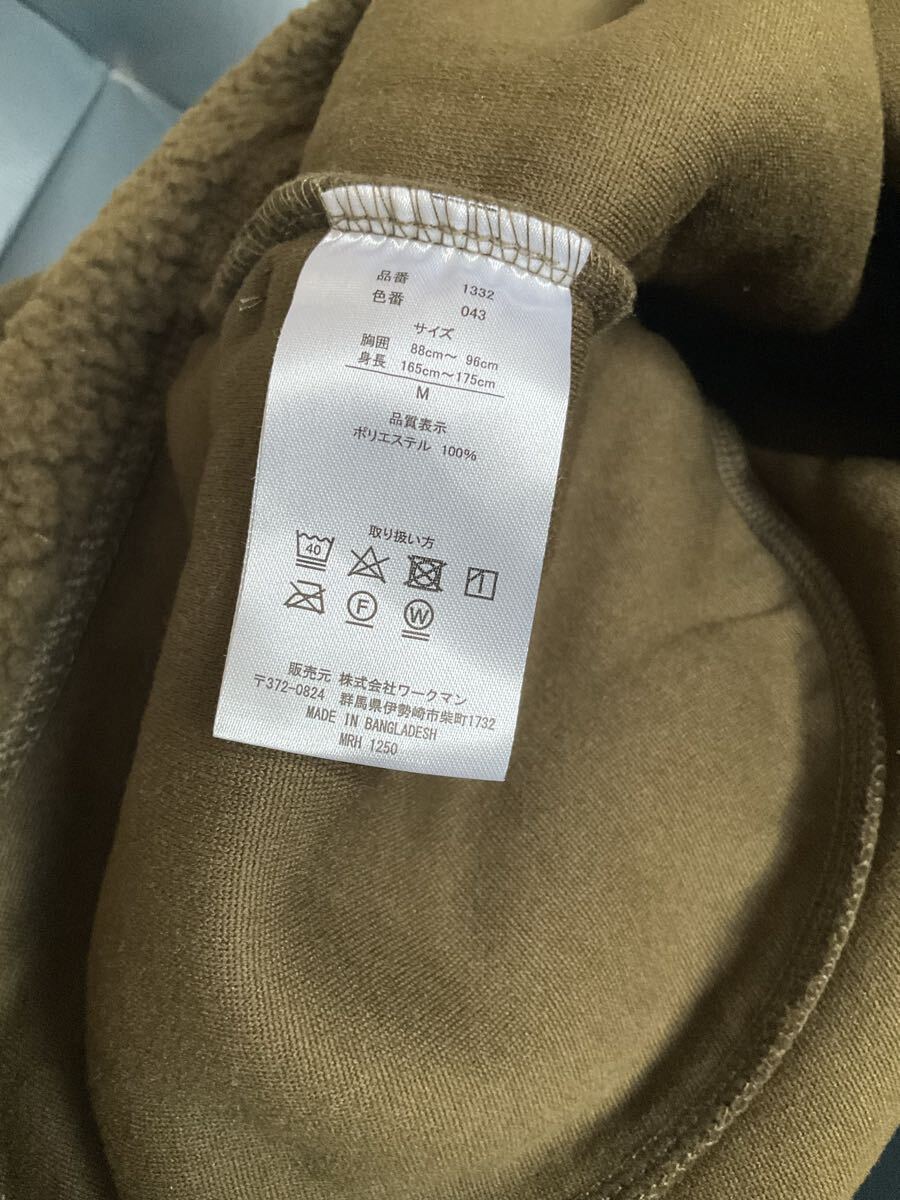 品番 1332
色番 043
サイズ
胸囲 88cm～ 96cm
身長 165cm～175cm
M
品質表示
ポリエステル 100%
取り扱い方
40
F
W
販売元 株式会社ワークマン
〒372-0824 群馬県伊勢崎市柴町1732
MADE IN BANGLADESH
MRH 1250